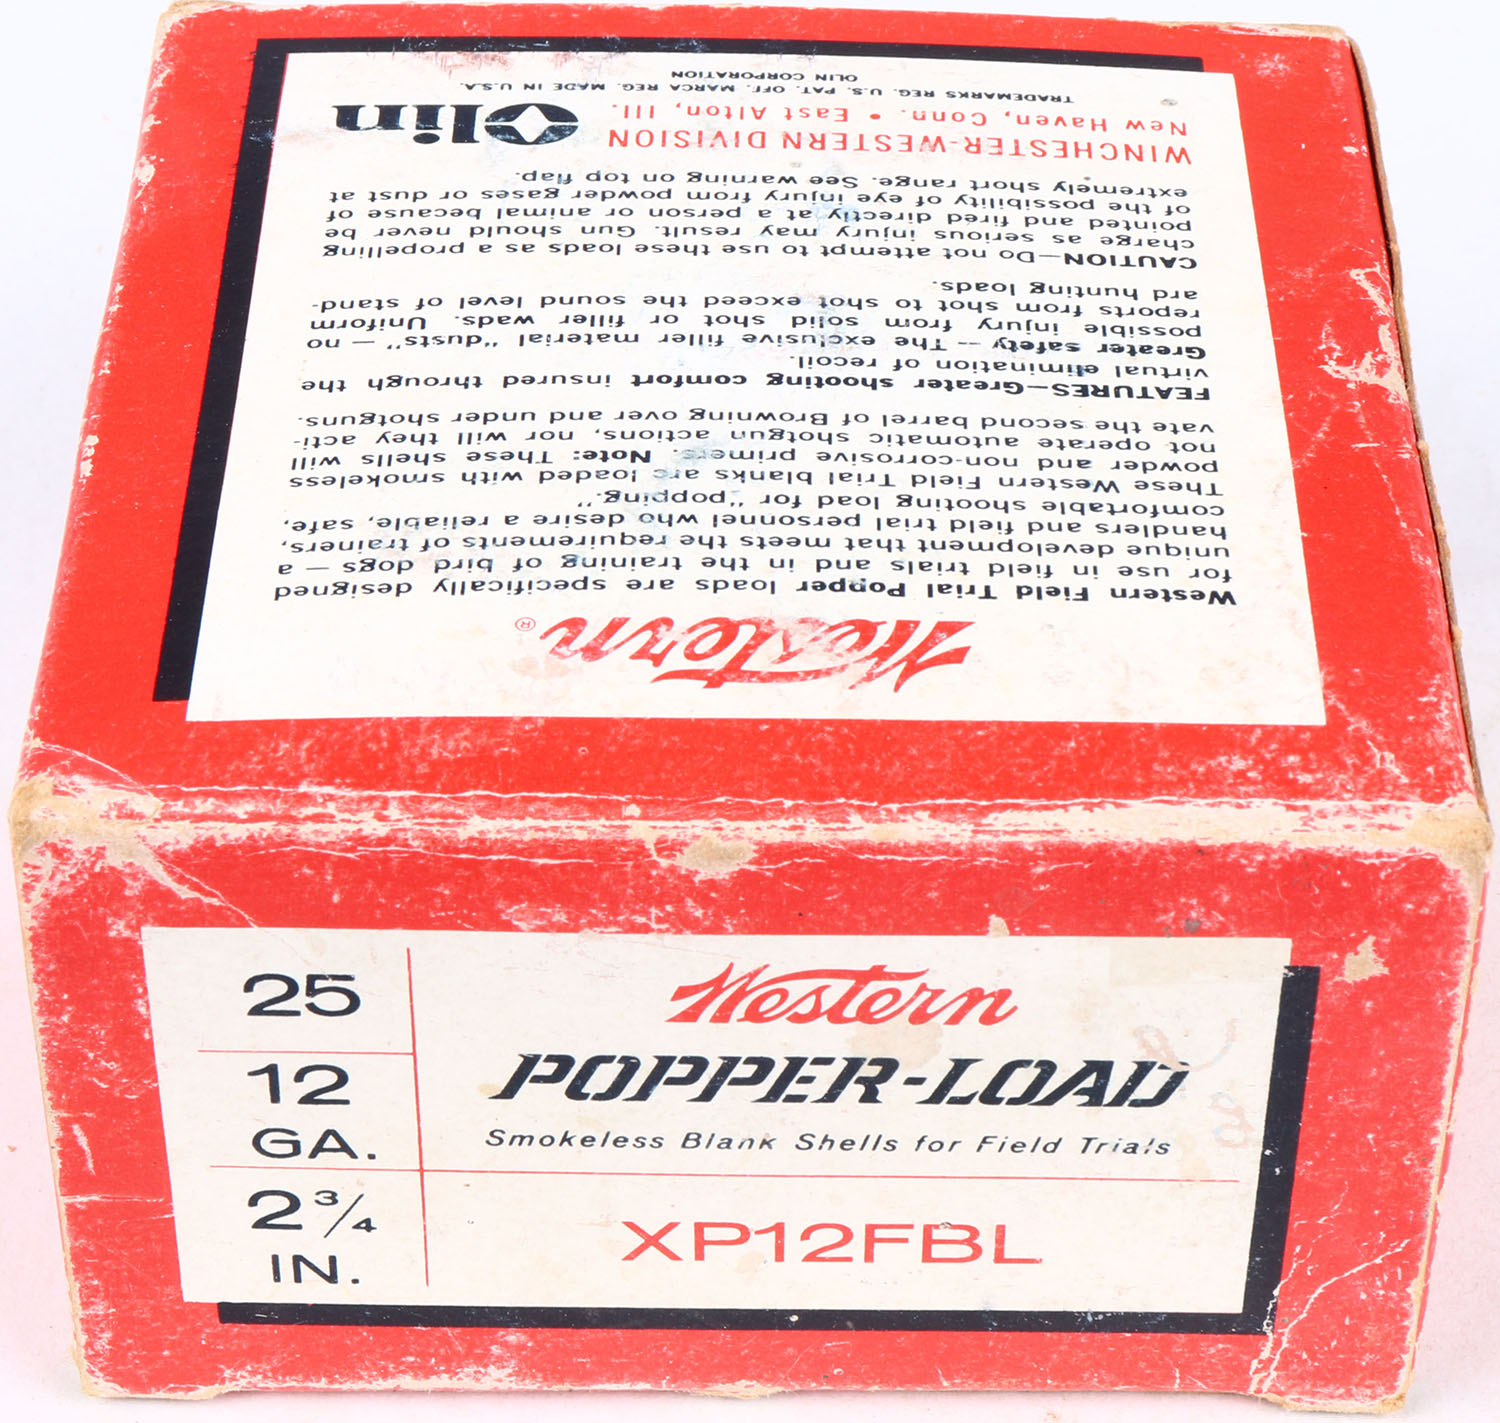 Western®
Western Field Trial Popper loads are specifically designed
for use in field trials and in the training of bird dogs — a
unique development that meets the requirements of trainers,
handlers and field trial personnel who desire a reliable, safe,
comfortable shooting load for "popping".
These Western Field Trial blanks are loaded with smokeless
powder and non-corrosive primers. Note: These shells will
not operate automatic shotgun actions, nor will they acti-
vate the second barrel of Browning over and under shotguns.
FEATURES—Greater shooting comfort insured through the
virtual elimination of recoil.
Greater safety — The exclusive filler material "dusts" — no
possible injury from solid shot or filler wads. Uniform
reports from shot to shot exceed the sound level of stand-
ard hunting loads.
CAUTION—Do not attempt to use these loads as a propelling
charge as serious injury may result. Gun should never be
pointed and fired directly at a person or animal because of
the possibility of eye injury from powder gases or dust at
extremely short range. See warning on top flap.
WINCHESTER-WESTERN DIVISION
New Haven, Conn. • East Alton, Ill.
Olin
TRADEMARKS REG. U.S. PAT. OFF. MARCA REG. MADE IN U.S.A.
OLIN CORPORATION
25
12
GA.
2 3/4
IN.
Western
POPPER-LOAD
Smokeless Blank Shells for Field Trials
XP12FBL